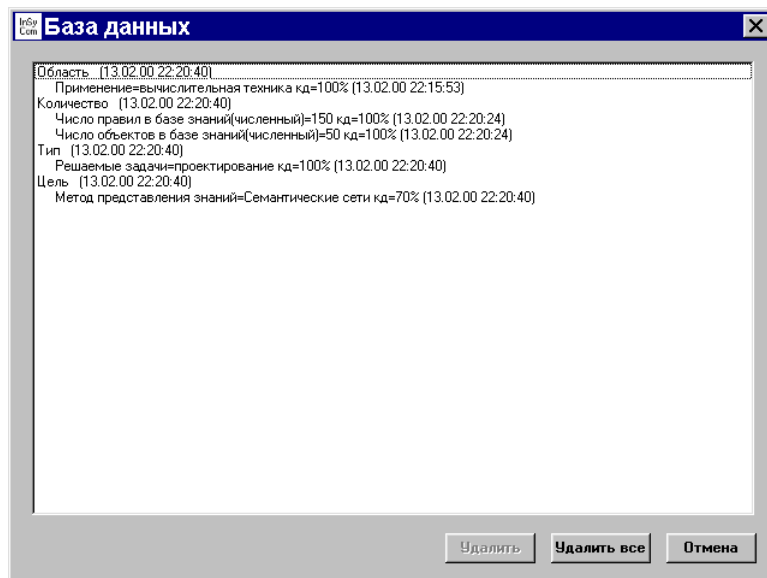 InSy
Com
База данных
Область (13.02.00 22:20:40)
Применение=вычислительная техника кд=100% (13.02.00 22:15:53)
Количество (13.02.00 22:20:40)
Число правил в базе знаний(численный)=150 кд=100% (13.02.00 22:20:24)
Число объектов в базе знаний(численный)=50 кд=100% (13.02.00 22:20:24)
Тип (13.02.00 22:20:40)
Решаемые задачи=проектирование кд=100% (13.02.00 22:20:40)
Цель (13.02.00 22:20:40)
Метод представления знаний=Семантические сети кд=70% (13.02.00 22:20:40)
Удалить Удалить все Отмена